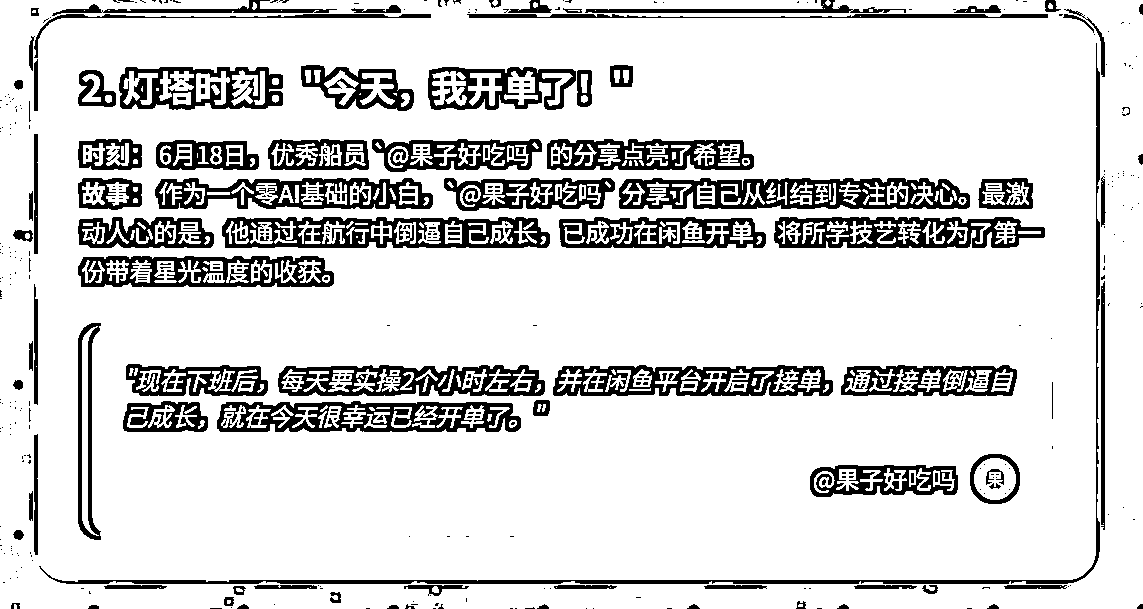 2. 灯塔时刻："今天，我开单了！"
时刻：6月18日，优秀船员`@果子好吃吗`的分享点亮了希望。
故事：作为一个零AI基础的小白，`@果子好吃吗`分享了自己从纠结到专注的决心。最激
动人心的是，他通过在航行中倒逼自己成长，已成功在闲鱼开单，将所学技艺转化为了第一
份带着星光温度的收获。
"现在下班后，每天要实操2个小时左右，并在闲鱼平台开启了接单，通过接单倒逼自
己成长，就在今天很幸运已经开单了。"
@果子好吃吗 果